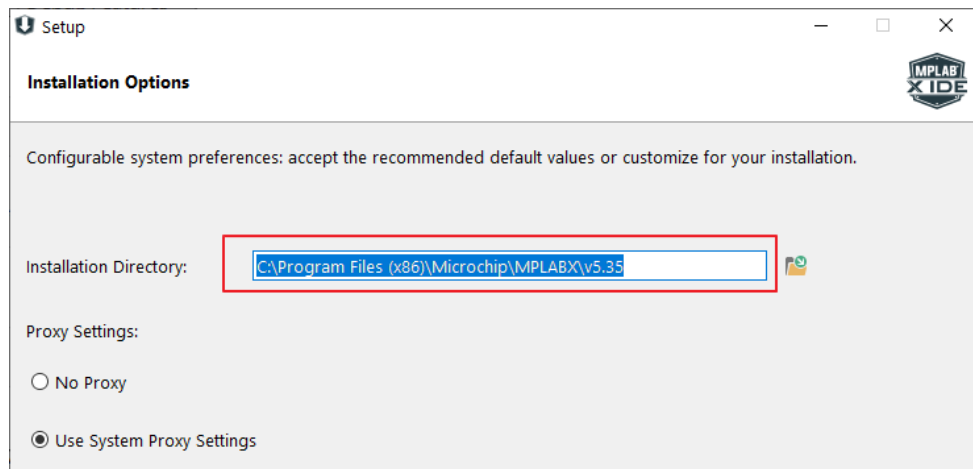 Setup
Installation Options
MPLAB
X IDE
Configurable system preferences: accept the recommended default values or customize for your installation.
Installation Directory: C:\Program Files (x86)\Microchip\MPLABX\v5.35
Proxy Settings:
No Proxy
Use System Proxy Settings